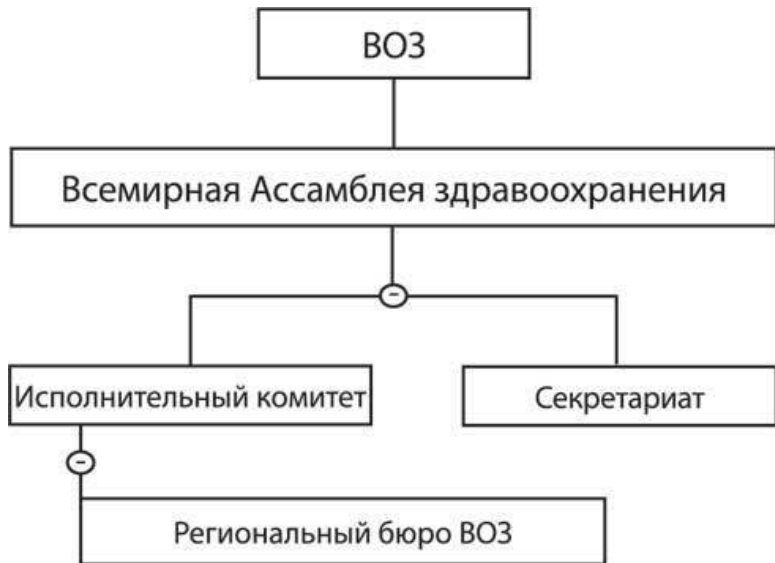 ВОЗ
Всемирная Ассамблея здравоохранения
Исполнительный комитет
Секретариат
Региональный бюро ВОЗ